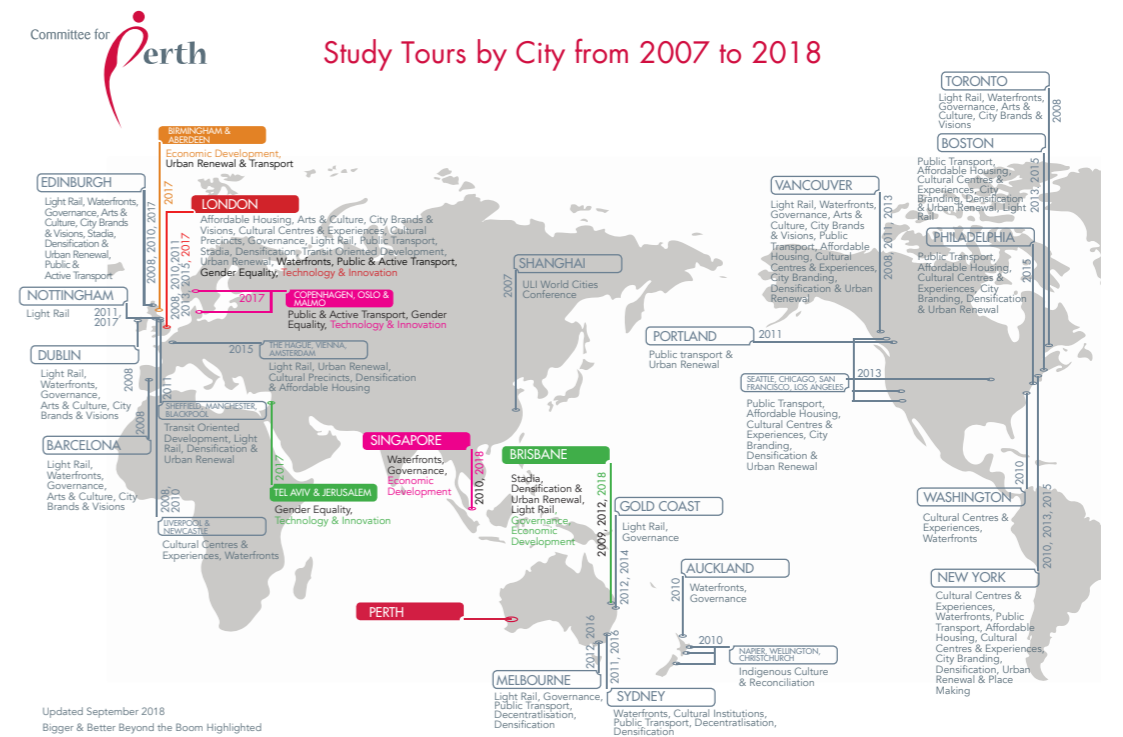 Committee for
Perth
Study Tours by City from 2007 to 2018
BIRMINGHAM &
ABERDEEN
Economic Development,
Urban Renewal & Transport
2017
EDINBURGH
Light Rail, Waterfronts,
Governance, Arts &
Culture, City Brands
& Visions, Stadia,
Densification &
Urban Renewal,
Public &
Active Transport
2008, 2010, 2017
LONDON
Affordable Housing, Arts & Culture, City Brands &
Visions, Cultural Centres & Experiences, Cultural
Precincts, Governance, Light Rail, Public Transport,
Stadia, Densification, Transit Oriented Development,
Urban Renewal, Waterfronts, Public & Active Transport,
Gender Equality, Technology & Innovation
2008, 2010,2011
2013, 2015, 2017
NOTTINGHAM
Light Rail
2011,
2017
2017
COPENHAGEN, OSLO &
MALMO
Public & Active Transport, Gender
Equality, Technology & Innovation
DUBLIN
Light Rail,
Waterfronts,
Governance,
Arts & Culture, City
Brands & Visions
2008
2015
THE HAGUE, VIENNA,
AMSTERDAM
Light Rail, Urban Renewal,
Cultural Precincts, Densification
& Affordable Housing
2011
SHEFFIELD, MANCHESTER,
BLACKPOOL
Transit Oriented
Development, Light
Rail, Densification &
Urban Renewal
BARCELONA
Light Rail,
Waterfronts,
Governance,
Arts & Culture, City
Brands & Visions
2008
2008,
2010
LIVERPOOL &
NEWCASTLE
Cultural Centres &
Experiences, Waterfronts
2017
TEL AVIV & JERUSALEM
Gender Equality,
Technology & Innovation
SHANGHAI
ULI World Cities
Conference
2007
SINGAPORE
Waterfronts,
Governance,
Economic
Development
2010, 2018
BRISBANE
Stadia,
Densification &
Urban Renewal,
Light Rail,
Governance,
Economic
Development
2009, 2012, 2018
GOLD COAST
Light Rail,
Governance
2012, 2014
PERTH
AUCKLAND
Waterfronts,
Governance
2010
2010
NAPIER, WELLINGTON,
CHRISTCHURCH
Indigenous Culture
& Reconciliation
MELBOURNE
Light Rail, Governance,
Public Transport,
Decentratlisation,
Densification
2012, 2016
SYDNEY
Waterfronts, Cultural Institutions,
Public Transport, Decentratlisation,
Densification
2011, 2016
TORONTO
Light Rail, Waterfronts,
Governance, Arts &
Culture, City Brands &
Visions
2008
BOSTON
Public Transport,
Affordable Housing,
Cultural Centres &
Experiences, City
Branding, Densification
& Urban Renewal, Light
Rail
2013, 2015
VANCOUVER
Light Rail, Waterfronts,
Governance, Arts &
Culture, City Brands
& Visions, Public
Transport, Affordable
Housing, Cultural
Centres & Experiences,
City Branding,
Densification & Urban
Renewal
2008, 2011, 2013
PHILADELPHIA
Public Transport,
Affordable Housing,
Cultural Centres &
Experiences, City
Branding, Densification
& Urban Renewal
2015
PORTLAND
Public transport &
Urban Renewal
2011
SEATTLE, CHICAGO, SAN
FRANCISCO, LOS ANGELES
2013
Public Transport,
Affordable Housing,
Cultural Centres &
Experiences, City
Branding,
Densification &
Urban Renewal
WASHINGTON
Cultural Centres &
Experiences,
Waterfronts
2010
NEW YORK
Cultural Centres &
Experiences,
Waterfronts, Public
Transport, Affordable
Housing, Cultural
Centres & Experiences,
City Branding,
Densification, Urban
Renewal & Place
Making
2010, 2013, 2015
Updated September 2018
Bigger & Better Beyond the Boom Highlighted